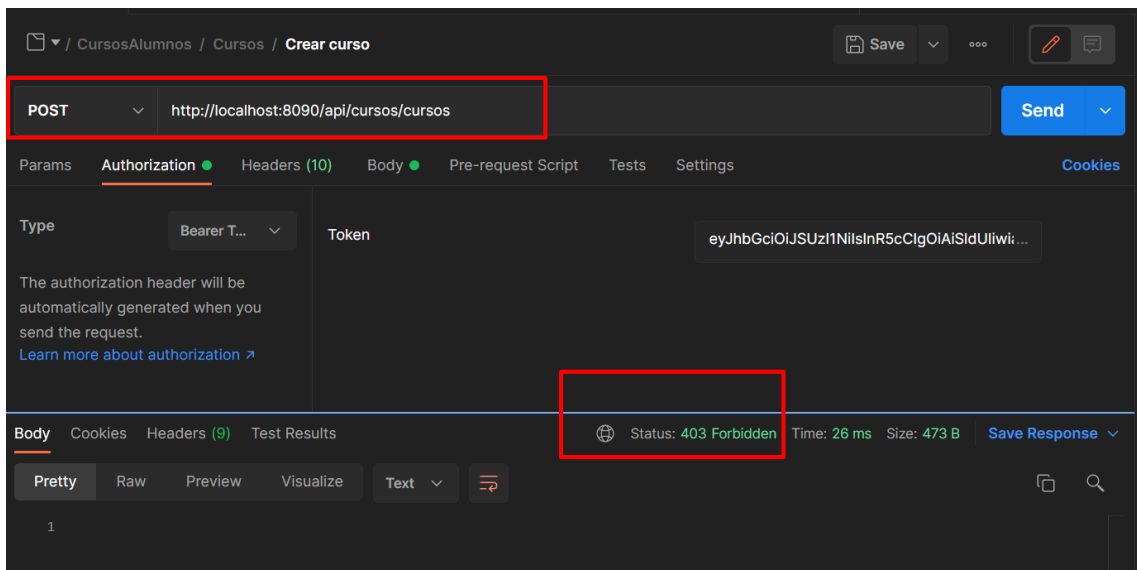 / CursosAlumnos / Cursos / Crear curso
Save
POST
http://localhost:8090/api/cursos/cursos
Send
Params Authorization Headers (10) Body Pre-request Script Tests Settings Cookies
Type
Bearer T...
Token
eyJhbGciOiJSUzI1NiIsInR5cCIgOiAiSldUIiwi...
The authorization header will be
automatically generated when you
send the request.
Learn more about authorization ↗
Body Cookies Headers (9) Test Results
Status: 403 Forbidden Time: 26 ms Size: 473 B Save Response
Pretty Raw Preview Visualize Text
1